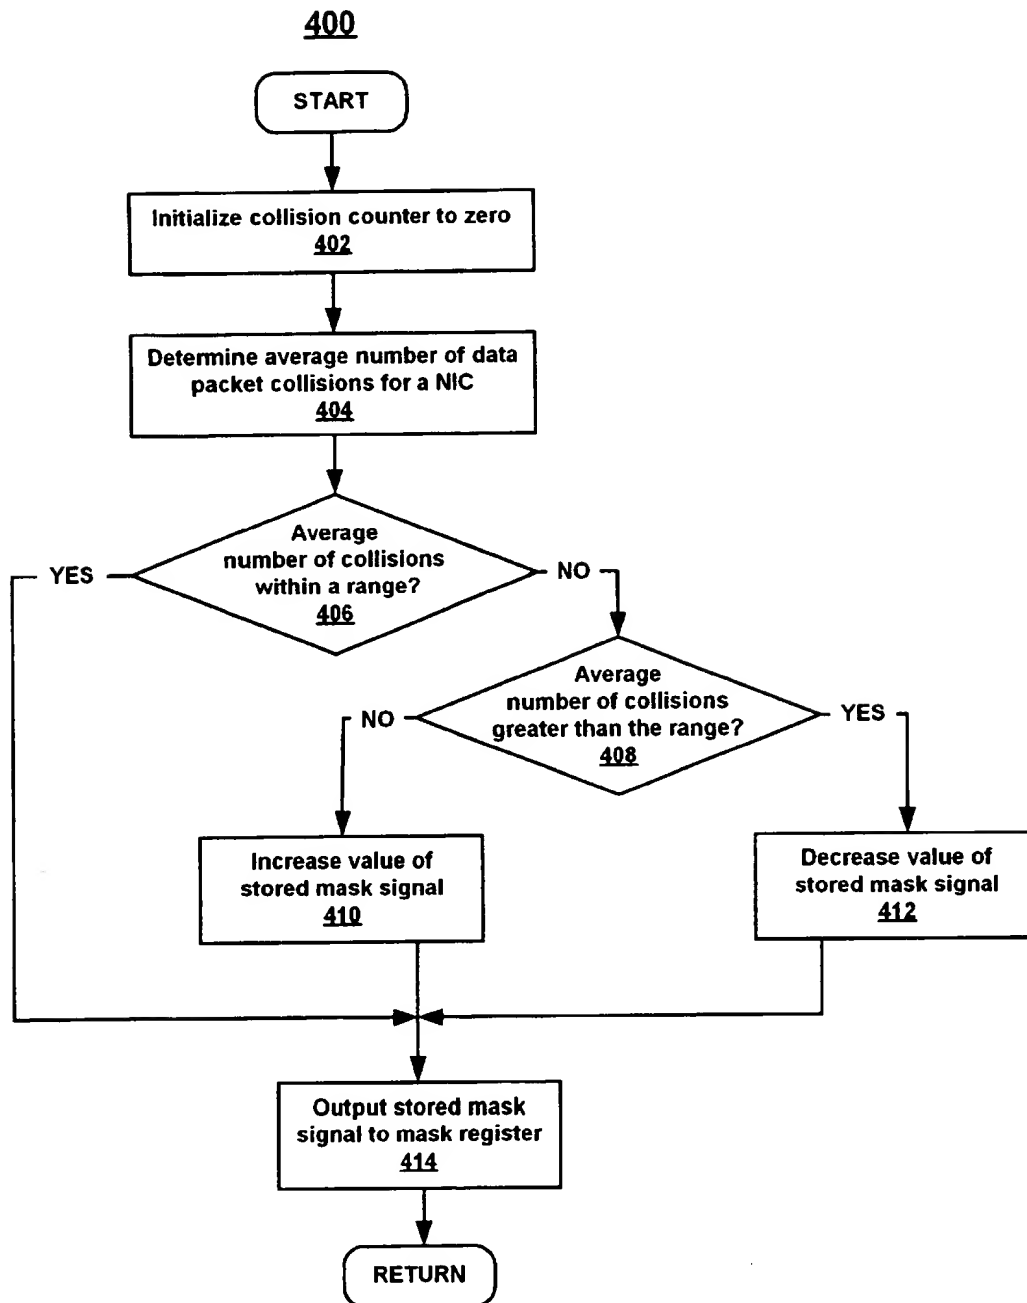 400
START
Initialize collision counter to zero
402
Determine average number of data
packet collisions for a NIC
404
Average
number of collisions
within a range?
406
YES
NO
Average
number of collisions
greater than the range?
408
NO
YES
Increase value of
stored mask signal
410
Decrease value of
stored mask signal
412
Output stored mask
signal to mask register
414
RETURN